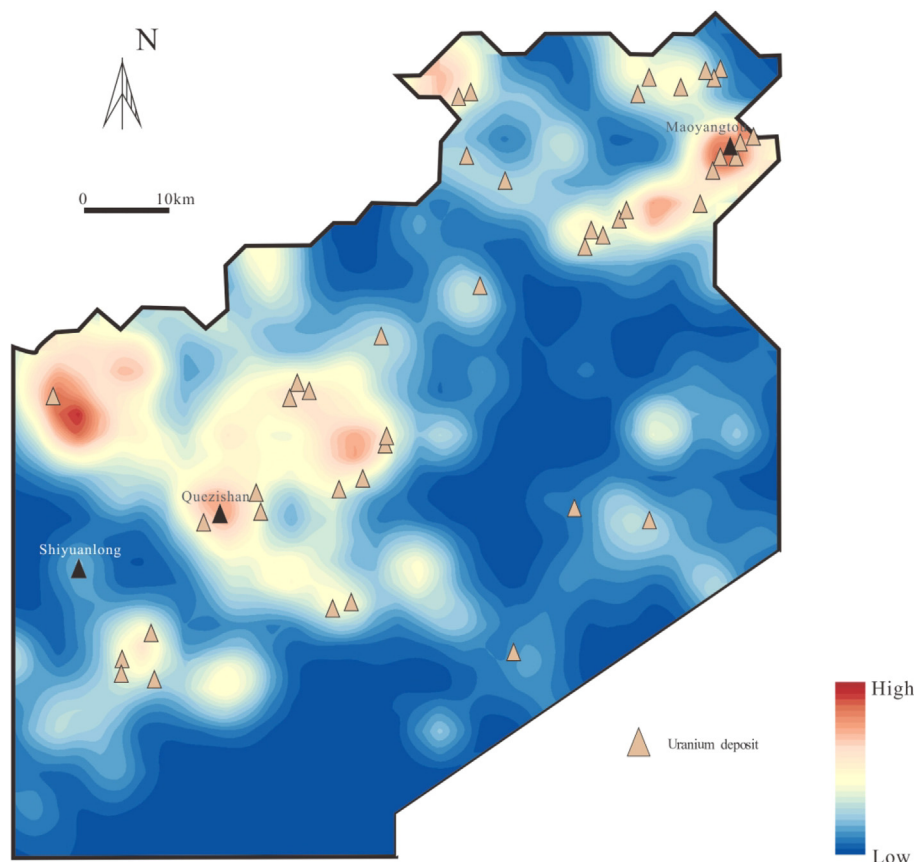 N
0 10km
Maoyangtou
Quezishan
Shiyuanlong
High
Uranium deposit
Low